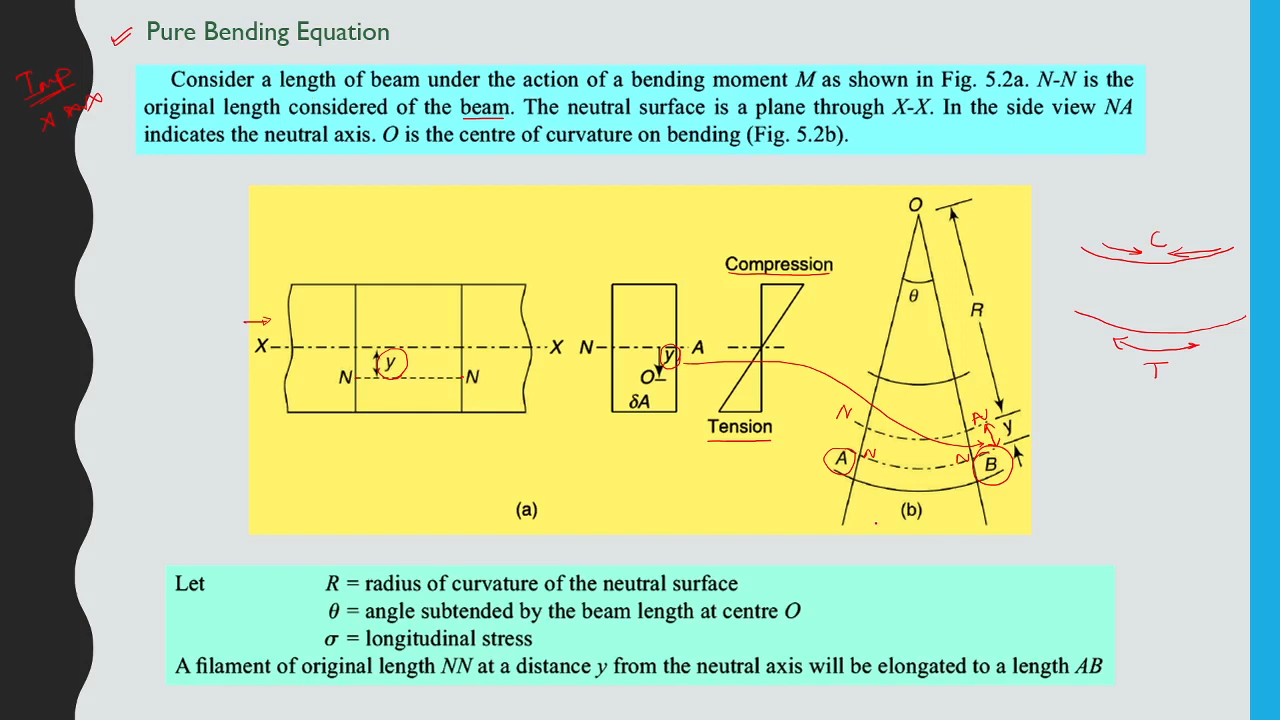 Pure Bending Equation
Imp
Consider a length of beam under the action of a bending moment M as shown in Fig. 5.2a. N-N is the
original length considered of the beam. The neutral surface is a plane through X-X. In the side view NA
indicates the neutral axis. O is the centre of curvature on bending (Fig. 5.2b).
O
C
Compression
θ
R
X
X
N
A
y
y
N
N
O
δA
T
Tension
N
N
y
A
N
N
B
(a)
(b)
Let
R = radius of curvature of the neutral surface
θ = angle subtended by the beam length at centre O
σ = longitudinal stress
A filament of original length NN at a distance y from the neutral axis will be elongated to a length AB